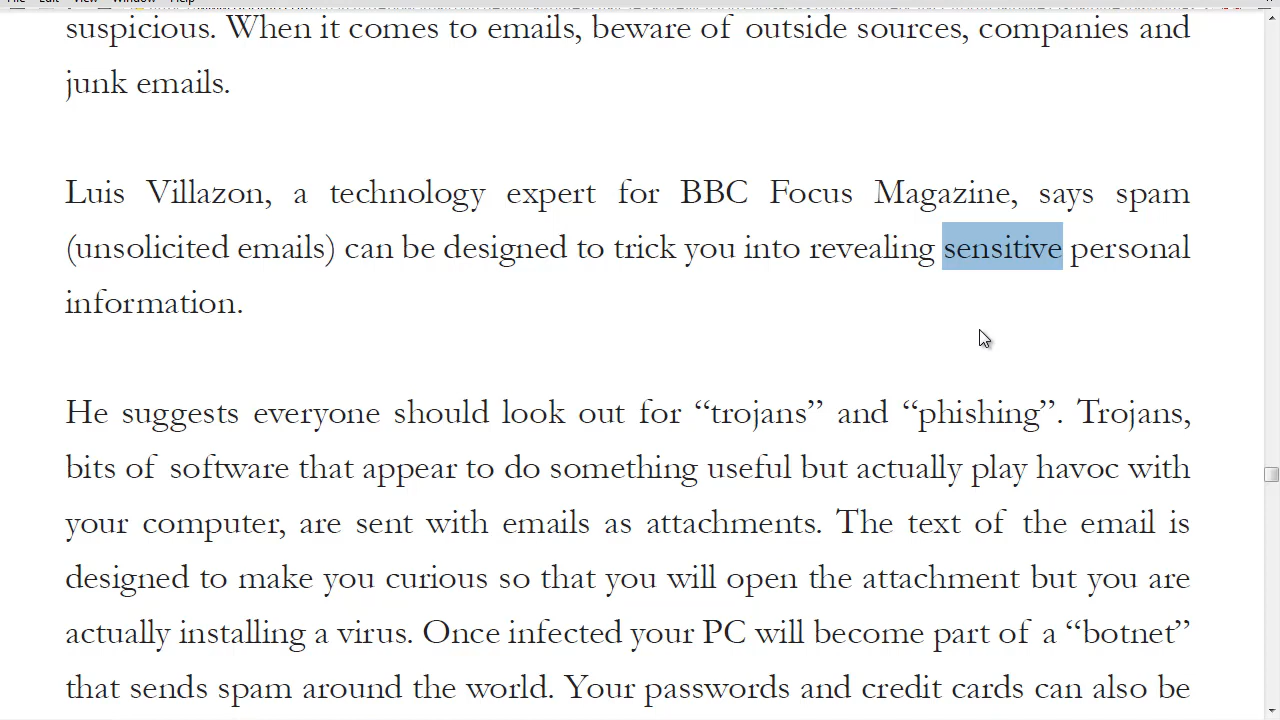 File Edit View Window Help
suspicious. When it comes to emails, beware of outside sources, companies and
junk emails.
Luis Villazon, a technology expert for BBC Focus Magazine, says spam
(unsolicited emails) can be designed to trick you into revealing sensitive personal
information.
He suggests everyone should look out for “trojans” and “phishing”. Trojans,
bits of software that appear to do something useful but actually play havoc with
your computer, are sent with emails as attachments. The text of the email is
designed to make you curious so that you will open the attachment but you are
actually installing a virus. Once infected your PC will become part of a “botnet”
that sends spam around the world. Your passwords and credit cards can also be